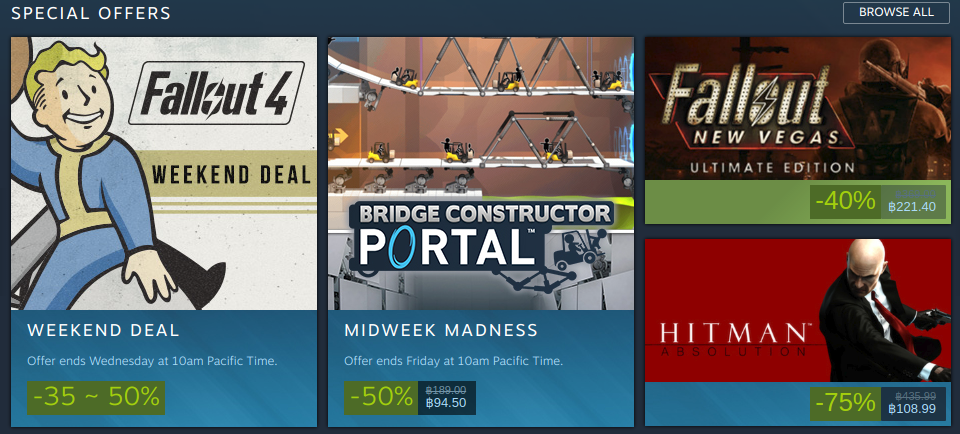 SPECIAL OFFERS
BROWSE ALL
Fallout 4
WEEKEND DEAL
WEEKEND DEAL
Offer ends Wednesday at 10am Pacific Time.
-35 ~ 50%
BRIDGE CONSTRUCTOR
PORTAL™
MIDWEEK MADNESS
Offer ends Friday at 10am Pacific Time.
-50%
฿189.00
฿94.50
Fallout
NEW VEGAS
ULTIMATE EDITION
-40%
฿221.40
HITMAN™
ABSOLUTION
-75%
฿435.99
฿108.99